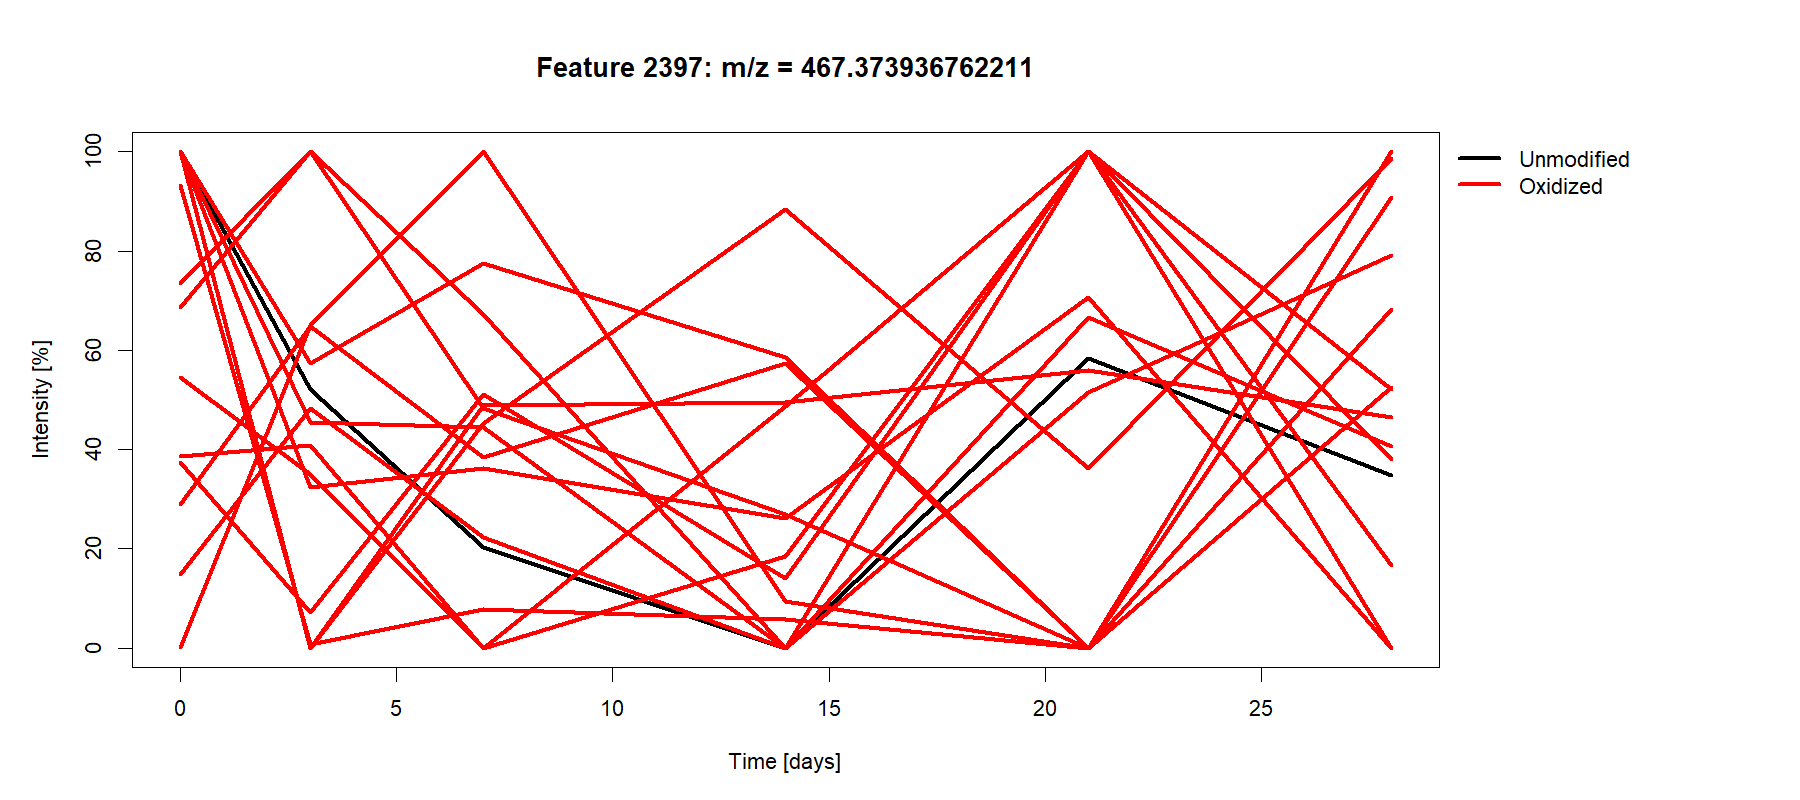 Feature 2397: m/z = 467.373936762211
Unmodified
Oxidized
Intensity [%]
100
80
60
40
20
0
0 5 10 15 20 25
Time [days]